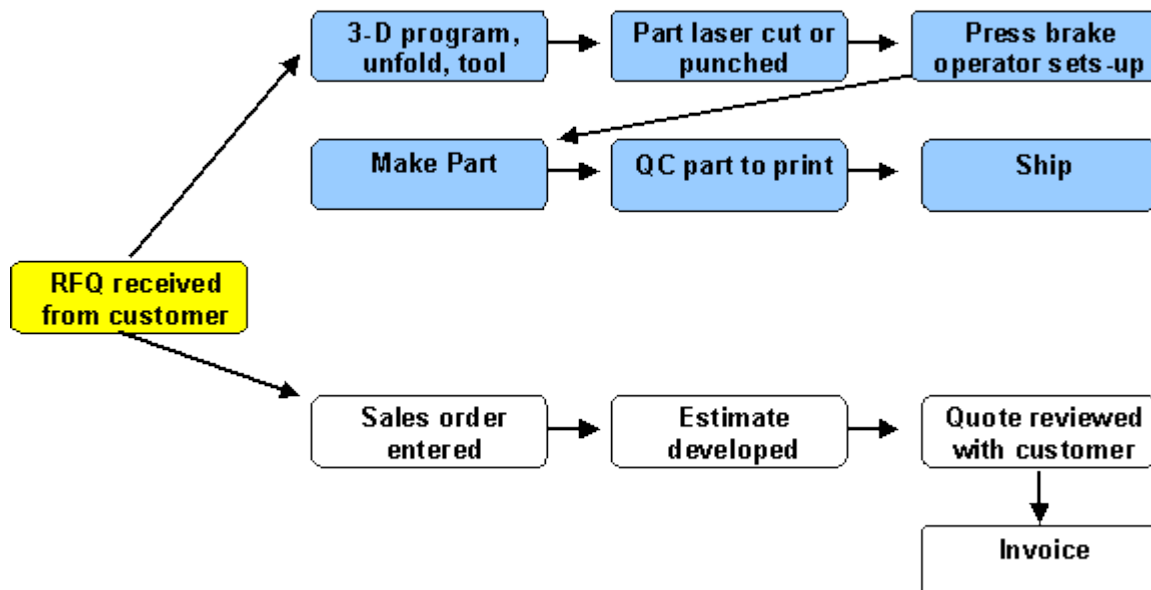 3-D program,
unfold, tool
Part laser cut or
punched
Press brake
operator sets-up
Make Part
QC part to print
Ship
RFQ received
from customer
Sales order
entered
Estimate
developed
Quote reviewed
with customer
Invoice